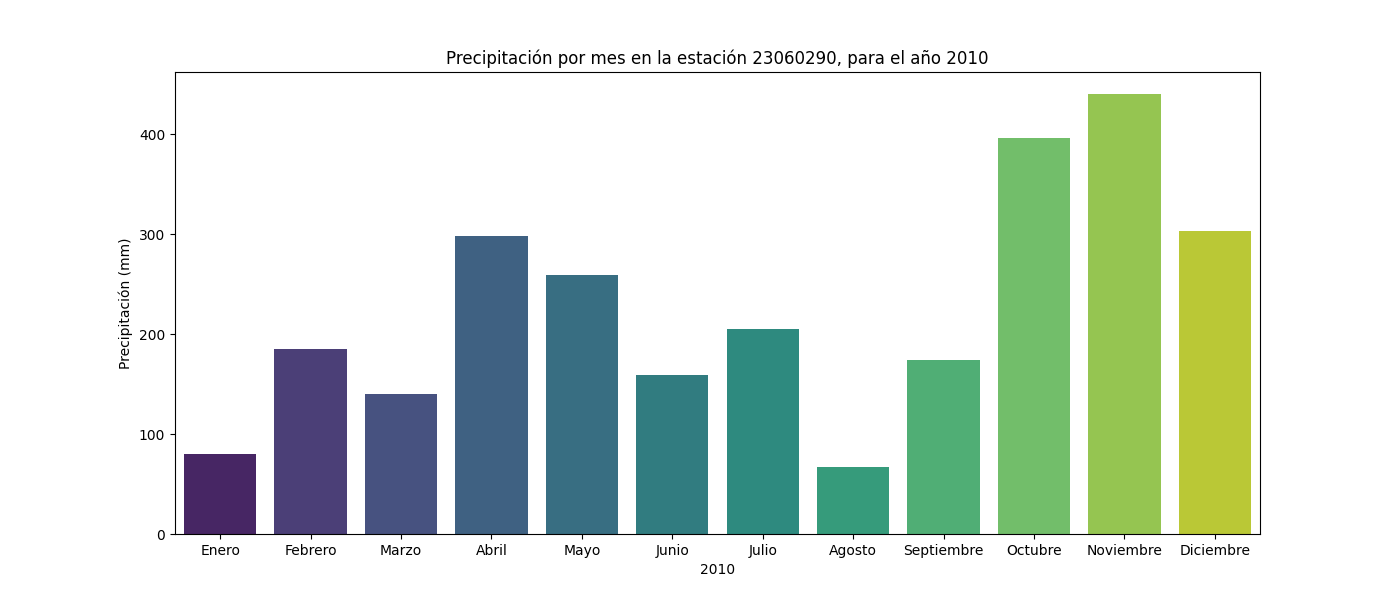 Precipitación por mes en la estación 23060290, para el año 2010
Precipitación (mm)
400
300
200
100
0
Enero Febrero Marzo Abril Mayo Junio Julio Agosto Septiembre Octubre Noviembre Diciembre
2010